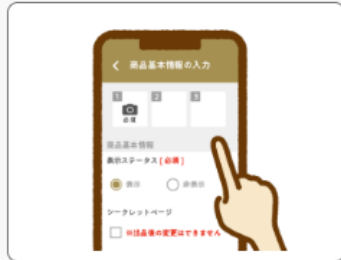 商品基本情報の入力
1 2 3
必須
商品基本情報
表示ステータス [必須]
表示 非表示
シークレットページ
※出品後の変更はできません